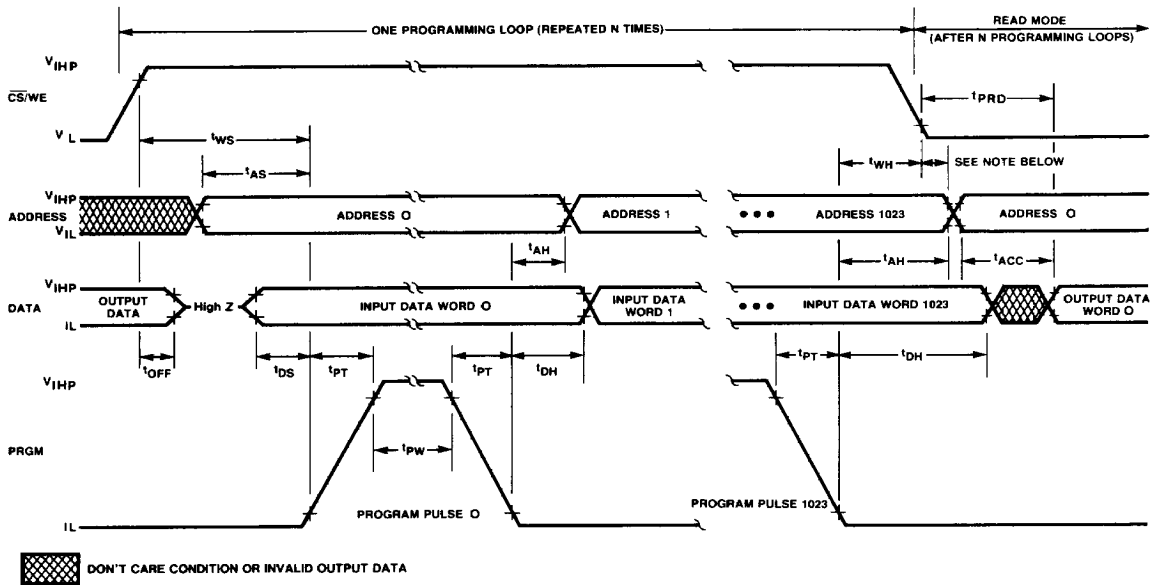 ONE PROGRAMMING LOOP (REPEATED N TIMES)
READ MODE
(AFTER N PROGRAMMING LOOPS)
VIHP
CS/WE
VL
tPRD
tWS
tWH
SEE NOTE BELOW
tAS
VIHP
ADDRESS
VIL
ADDRESS O
ADDRESS 1
••• ADDRESS 1023
ADDRESS O
tAH
tAH
tACC
VIHP
DATA
IL
OUTPUT
DATA
High Z
INPUT DATA WORD O
INPUT DATA
WORD 1
••• INPUT DATA WORD 1023
OUTPUT DATA
WORD O
tOFF
tDS
tPT
tPT
tDH
tPT
tDH
VIHP
PRGM
IL
tPW
PROGRAM PULSE O
PROGRAM PULSE 1023
DON'T CARE CONDITION OR INVALID OUTPUT DATA